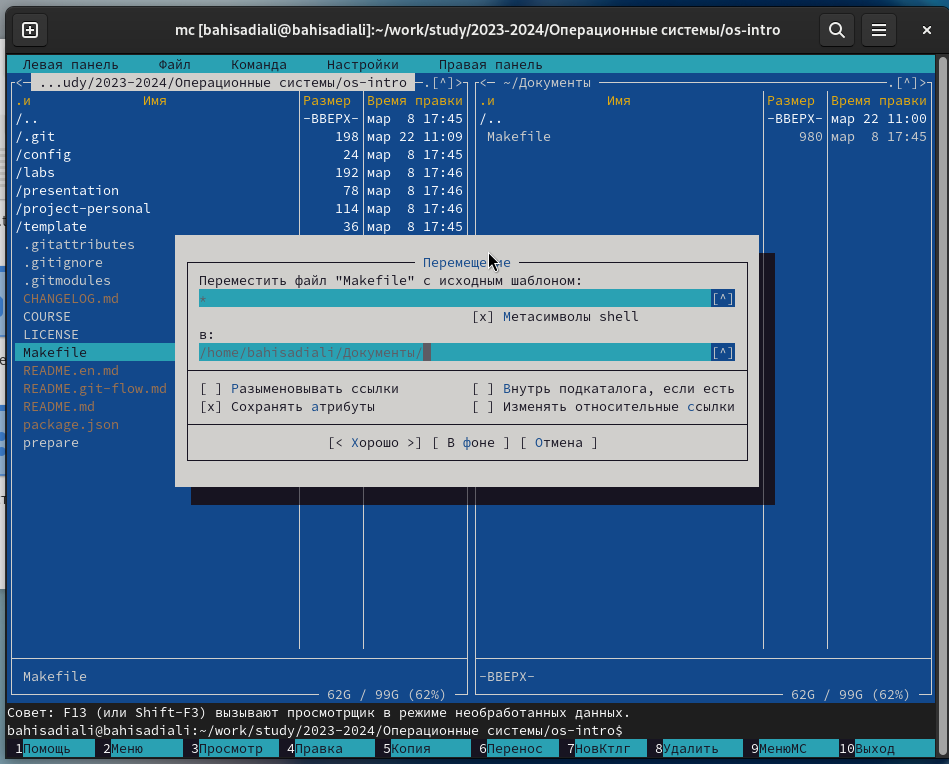 mc [bahisadiali@bahisadiali]:~/work/study/2023-2024/Операционные системы/os-intro
Левая панель Файл Команда Настройки Правая панель
<— ...udy/2023-2024/Операционные системы/os-intro —.[^]>
.и Имя Размер Время правки
/.. -ВВЕРХ- мар 8 17:45
/.git 198 мар 22 11:09
/config 24 мар 8 17:45
/labs 192 мар 8 17:46
/presentation 78 мар 8 17:46
/project-personal 114 мар 8 17:46
/template 36 мар 8 17:45
.gitattributes
.gitignore
.gitmodules
CHANGELOG.md
COURSE
LICENSE
Makefile
README.en.md
README.git-flow.md
README.md
package.json
prepare
Makefile
62G / 99G (62%)
<— ~/Документы .[^]>
.и Имя Размер Время правки
/.. -ВВЕРХ- мар 22 11:00
Makefile 980 мар 8 17:45
-ВВЕРХ-
62G / 99G (62%)
Перемещение
Переместить файл "Makefile" с исходным шаблоном:
* [^]
[x] Метасимволы shell
в:
/home/bahisadiali/Документы/ [^]
[ ] Разыменовывать ссылки [ ] Внутрь подкаталога, если есть
[x] Сохранять атрибуты [ ] Изменять относительные ссылки
[< Хорошо >] [ В фоне ] [ Отмена ]
Совет: F13 (или Shift-F3) вызывают просмотрщик в режиме необработанных данных.
bahisadiali@bahisadiali:~/work/study/2023-2024/Операционные системы/os-intro$
1Помощь 2Меню 3Просмотр 4Правка 5Копия 6Перенос 7НовКтлг 8Удалить 9МенюMC 10Выход